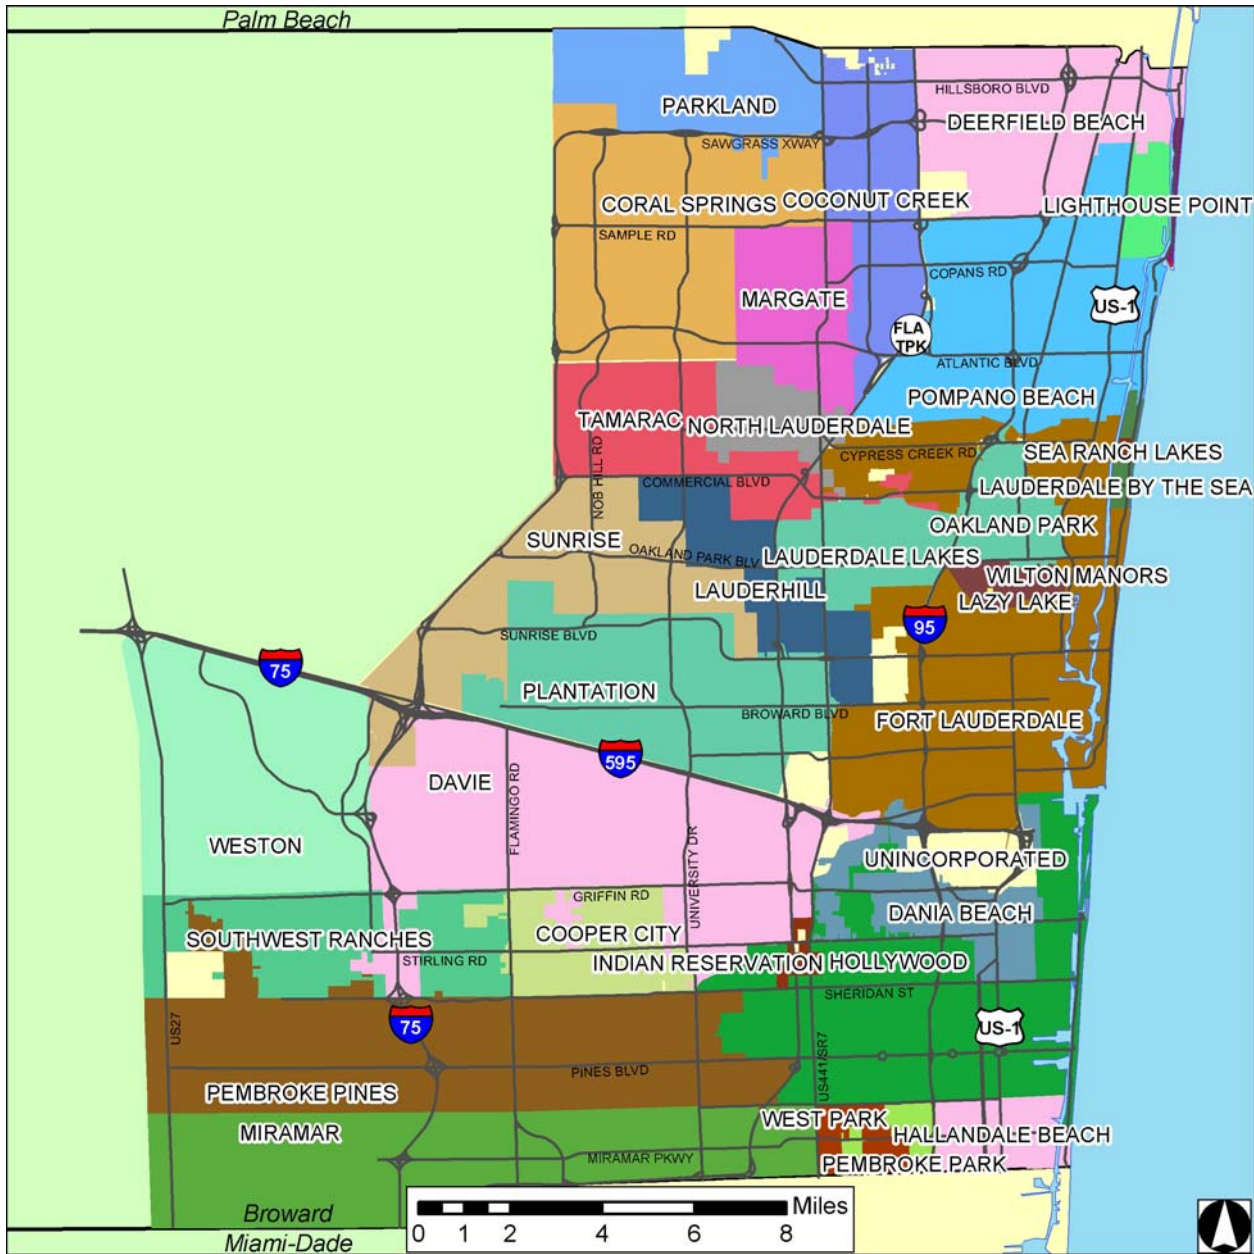 Palm Beach
HILLSBORO BLVD
PARKLAND
DEERFIELD BEACH
SAWGRASS XWAY
CORAL SPRINGS
COCONUT CREEK
LIGHTHOUSE POINT
SAMPLE RD
COPANS RD
MARGATE
US-1
FLA
TPK
ATLANTIC BLVD
POMPANO BEACH
TAMARAC
NORTH LAUDERDALE
NOB HILL RD
CYPRESS CREEK RD
SEA RANCH LAKES
COMMERCIAL BLVD
LAUDERDALE BY THE SEA
OAKLAND PARK
SUNRISE
OAKLAND PARK BLV
LAUDERDALE LAKES
WILTON MANORS
LAUDERHILL
LAZY LAKE
95
SUNRISE BLVD
75
PLANTATION
BROWARD BLVD
FORT LAUDERDALE
595
DAVIE
FLAMINGO RD
UNIVERSITY DR
WESTON
UNINCORPORATED
GRIFFIN RD
DANIA BEACH
COOPER CITY
SOUTHWEST RANCHES
STIRLING RD
INDIAN RESERVATION
HOLLYWOOD
SHERIDAN ST
US27
75
US-1
US441/SR7
PINES BLVD
PEMBROKE PINES
WEST PARK
MIRAMAR
HALLANDALE BEACH
MIRAMAR PKWY
PEMBROKE PARK
Miles
0 1 2 4 6 8
Broward
Miami-Dade